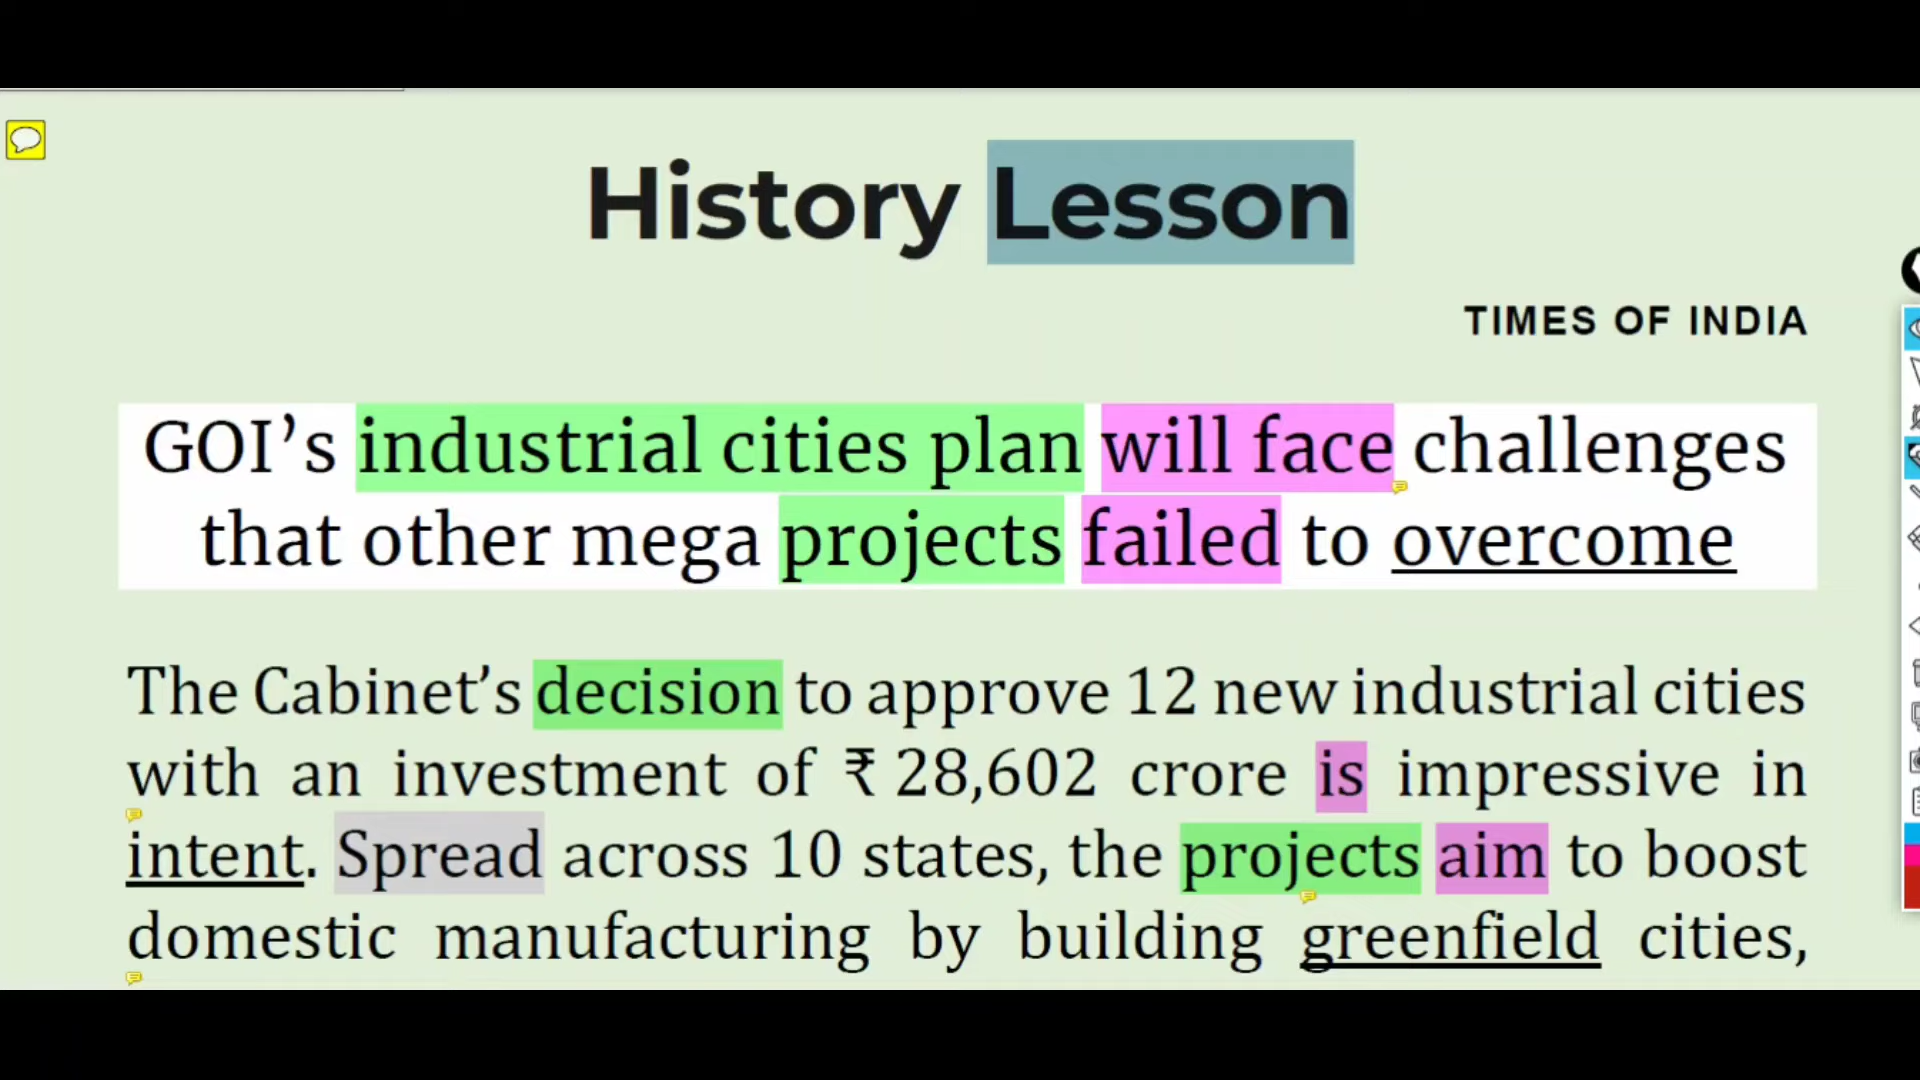 History Lesson
TIMES OF INDIA
GOI’s industrial cities plan will face challenges
that other mega projects failed to overcome
The Cabinet’s decision to approve 12 new industrial cities
with an investment of ₹ 28,602 crore is impressive in
intent. Spread across 10 states, the projects aim to boost
domestic manufacturing by building greenfield cities,